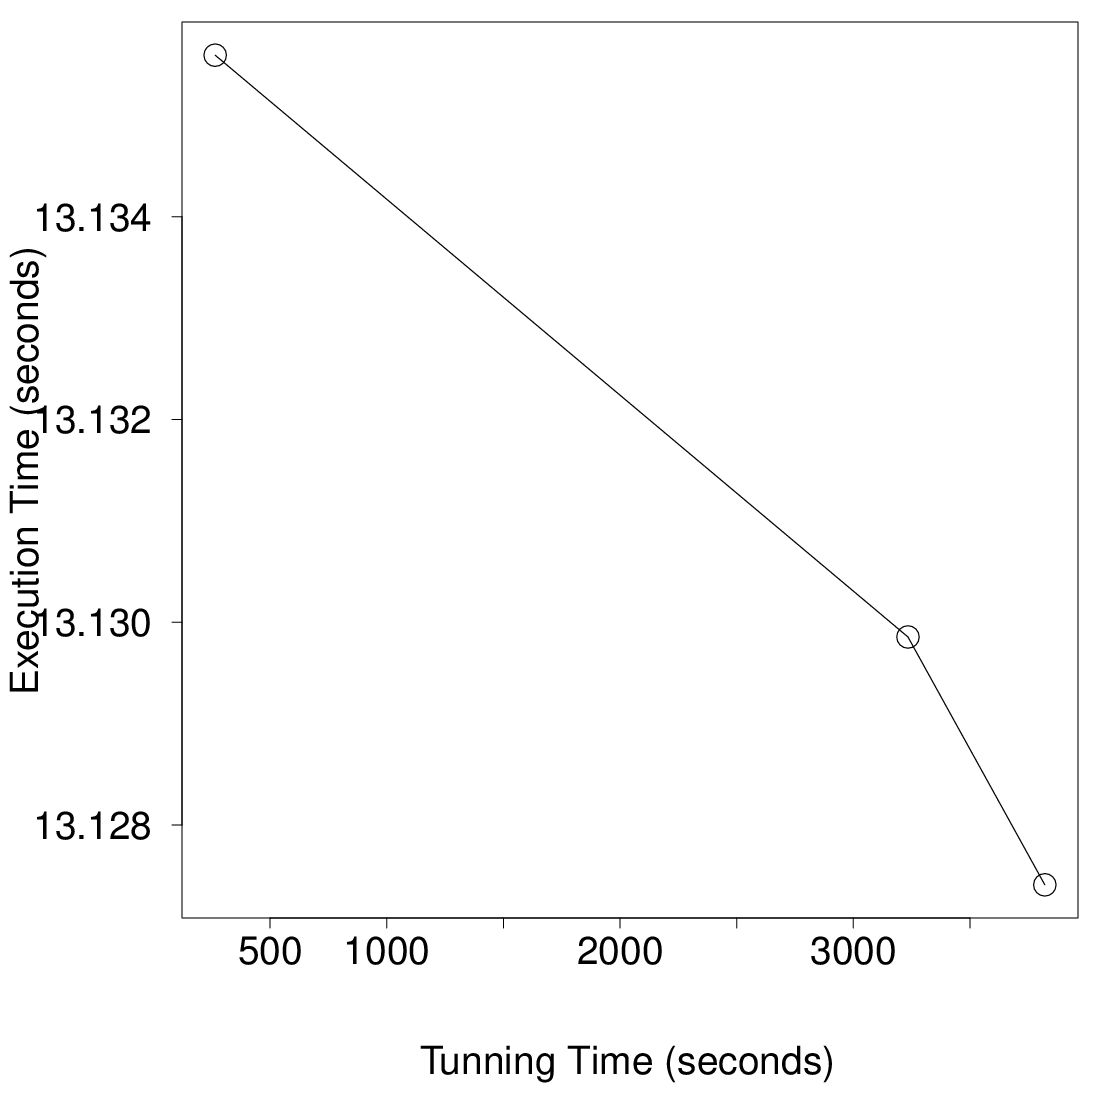 13.134
13.132
13.130
13.128
Execution Time (seconds)
500 1000 2000 3000
Tunning Time (seconds)